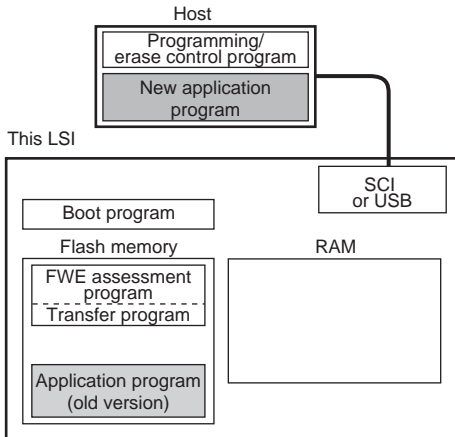 Host
Programming/
erase control program
New application
program
This LSI
SCI
or USB
Boot program
Flash memory
RAM
FWE assessment
program
Transfer program
Application program
(old version)